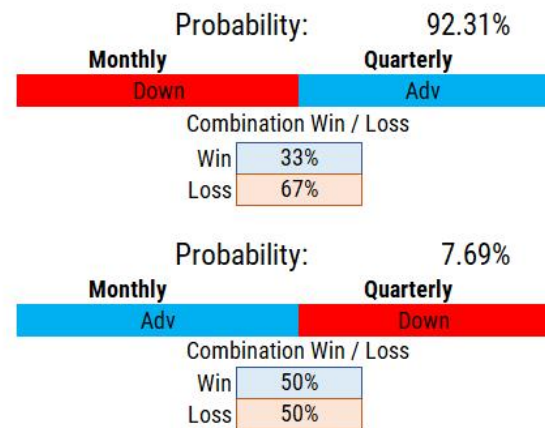 Probability: 92.31%
Monthly Quarterly
Down Adv
Combination Win / Loss
Win 33%
Loss 67%
Probability: 7.69%
Monthly Quarterly
Adv Down
Combination Win / Loss
Win 50%
Loss 50%